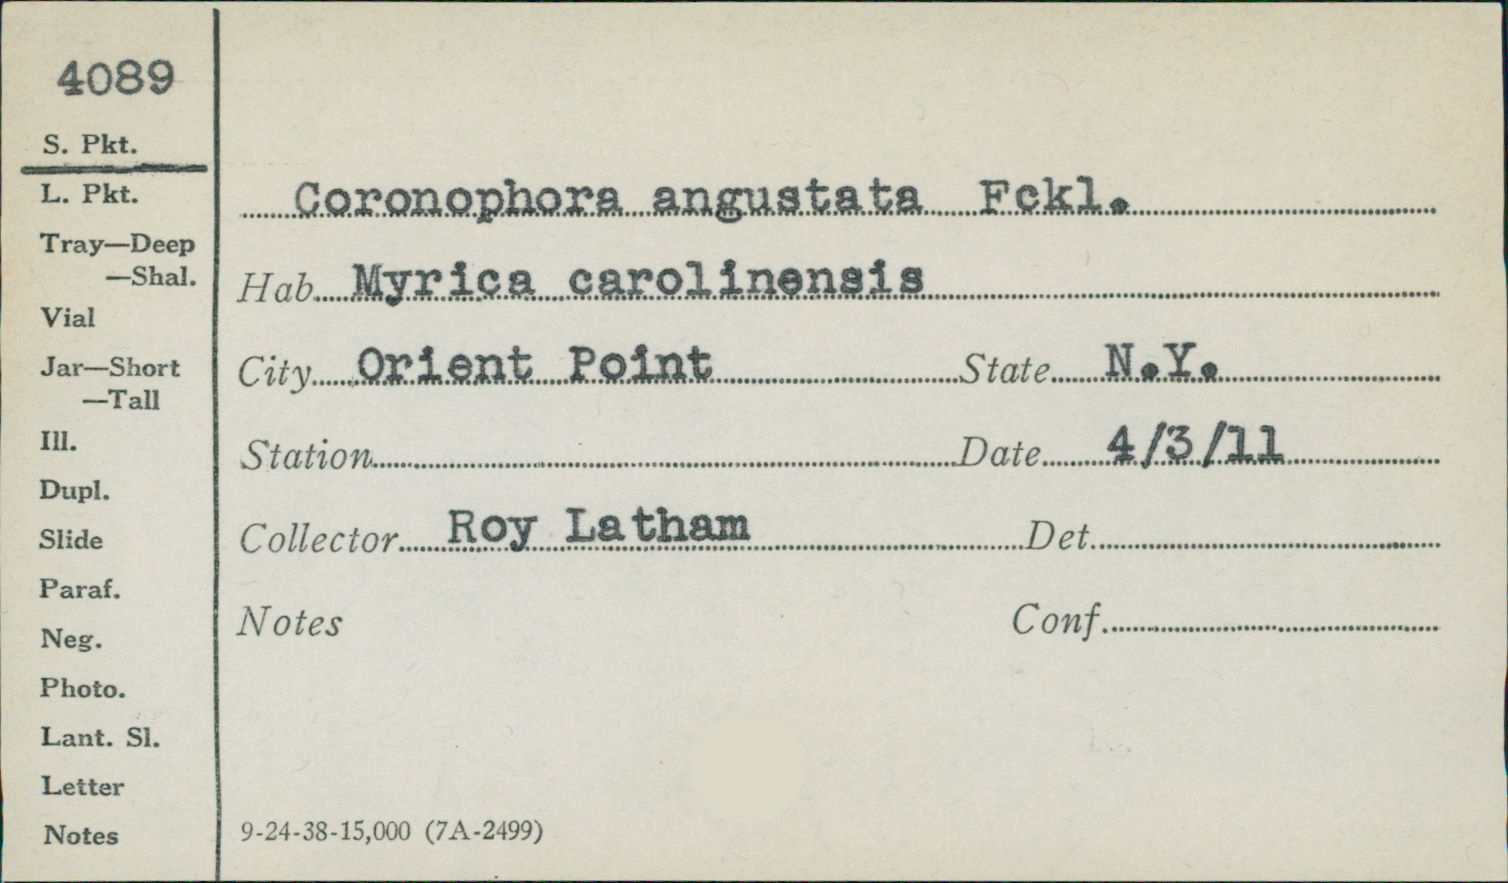 4089
S. Pkt.
L. Pkt.
Tray—Deep
—Shal.
Vial
Jar—Short
—Tall
Ill.
Dupl.
Slide
Paraf.
Neg.
Photo.
Lant. Sl.
Letter
Notes
Coronophora angustata Fckl.
Hab. Myrica carolinensis
City Orient Point State N.Y.
Station Date 4/3/11
Collector Roy Latham Det.
Notes Conf.
9-24-38-15,000 (7A-2499)